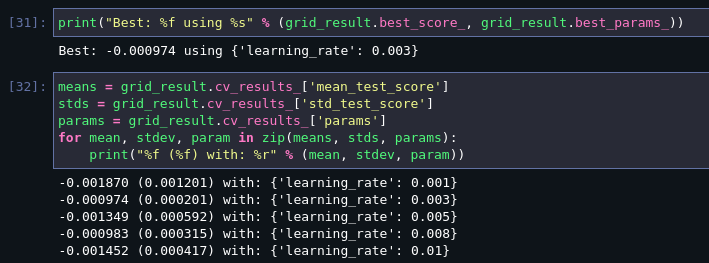 [31]: print("Best: %f using %s" % (grid_result.best_score_, grid_result.best_params_))
Best: -0.000974 using {'learning_rate': 0.003}
[32]: means = grid_result.cv_results_['mean_test_score']
stds = grid_result.cv_results_['std_test_score']
params = grid_result.cv_results_['params']
for mean, stdev, param in zip(means, stds, params):
    print("%f (%f) with: %r" % (mean, stdev, param))
-0.001870 (0.001201) with: {'learning_rate': 0.001}
-0.000974 (0.000201) with: {'learning_rate': 0.003}
-0.001349 (0.000592) with: {'learning_rate': 0.005}
-0.000983 (0.000315) with: {'learning_rate': 0.008}
-0.001452 (0.000417) with: {'learning_rate': 0.01}